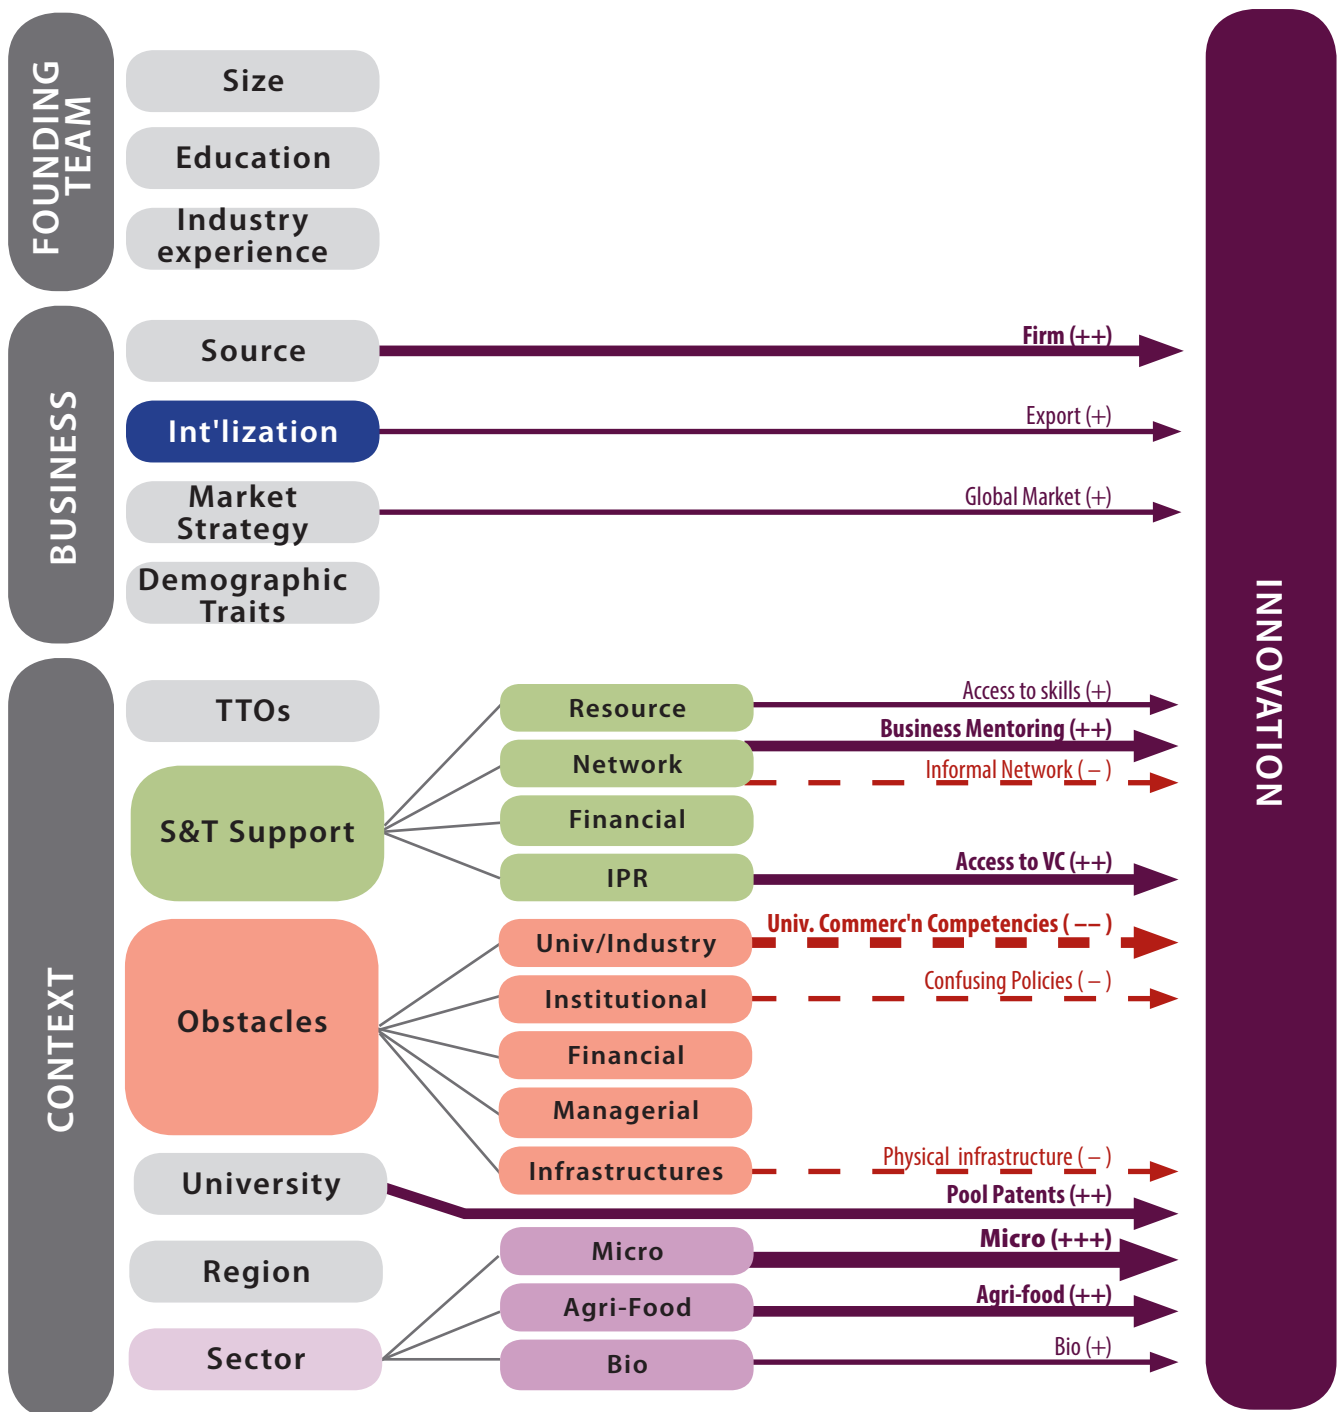 FOUNDING
TEAM
Size
Education
Industry
experience
BUSINESS
Source
Firm (++)
Int'lization
Export (+)
Market
Strategy
Global Market (+)
Demographic
Traits
CONTEXT
TTOs
S&T Support
Resource
Access to skills (+)
Network
Business Mentoring (++)
Informal Network ( – )
Financial
IPR
Access to VC (++)
Obstacles
Univ/Industry
Univ. Commerc'n Competencies ( –– )
Institutional
Confusing Policies ( – )
Financial
Managerial
Infrastructures
Physical infrastructure ( – )
University
Pool Patents (++)
Region
Sector
Micro
Micro (+++)
Agri-Food
Agri-food (++)
Bio
Bio (+)
INNOVATION